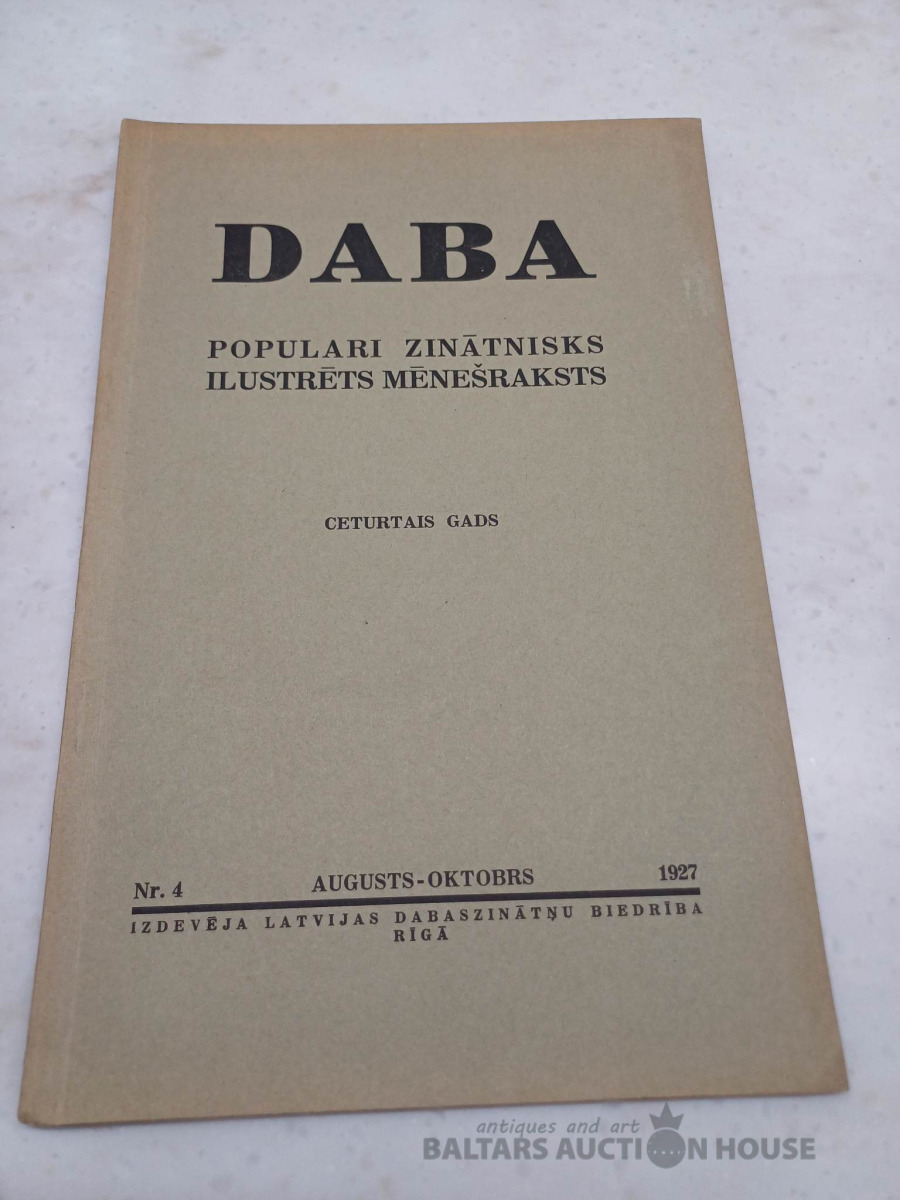 DABA
POPULARI ZINĀTNISKS
ILUSTRĒTS MĒNEŠRAKSTS
CETURTAIS GADS
Nr. 4 AUGUSTS-OKTOBRS 1927
IZDEVĒJA LATVIJAS DABASZINĀTŅU BIEDRĪBA
RĪGĀ
antiques and art
BALTARS AUCTION HOUSE